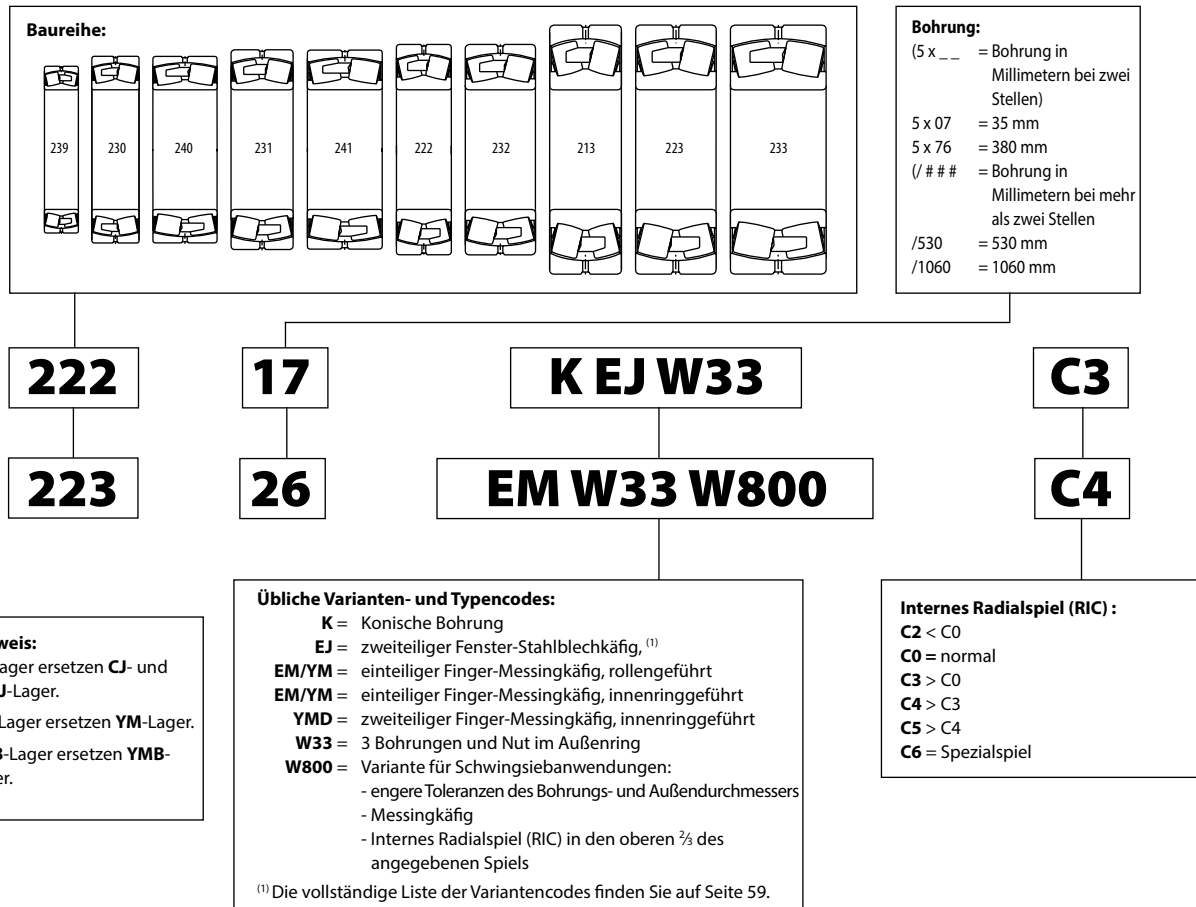 Baureihe:
239 230 240 231 241 222 232 213 223 233
Bohrung:
(5 x _ _ = Bohrung in
Millimetern bei zwei
Stellen)
5 x 07 = 35 mm
5 x 76 = 380 mm
(/ # # # = Bohrung in
Millimetern bei mehr
als zwei Stellen
/530 = 530 mm
/1060 = 1060 mm
222 17 K EJ W33 C3
223 26 EM W33 W800 C4
weis:
ager ersetzen CJ- und
J-Lager.
Lager ersetzen YM-Lager.
-Lager ersetzen YMB-
er.
Übliche Varianten- und Typencodes:
K = Konische Bohrung
EJ = zweiteiliger Fenster-Stahlblechkäfig, (1)
EM/YM = einteiliger Finger-Messingkäfig, rollengeführt
EM/YM = einteiliger Finger-Messingkäfig, innenringgeführt
YMD = zweiteiliger Finger-Messingkäfig, innenringgeführt
W33 = 3 Bohrungen und Nut im Außenring
W800 = Variante für Schwingsiebanwendungen:
- engere Toleranzen des Bohrungs- und Außendurchmessers
- Messingkäfig
- Internes Radialspiel (RIC) in den oberen ⅔ des
angegebenen Spiels
(1) Die vollständige Liste der Variantencodes finden Sie auf Seite 59.
Internes Radialspiel (RIC) :
C2 < C0
C0 = normal
C3 > C0
C4 > C3
C5 > C4
C6 = Spezialspiel